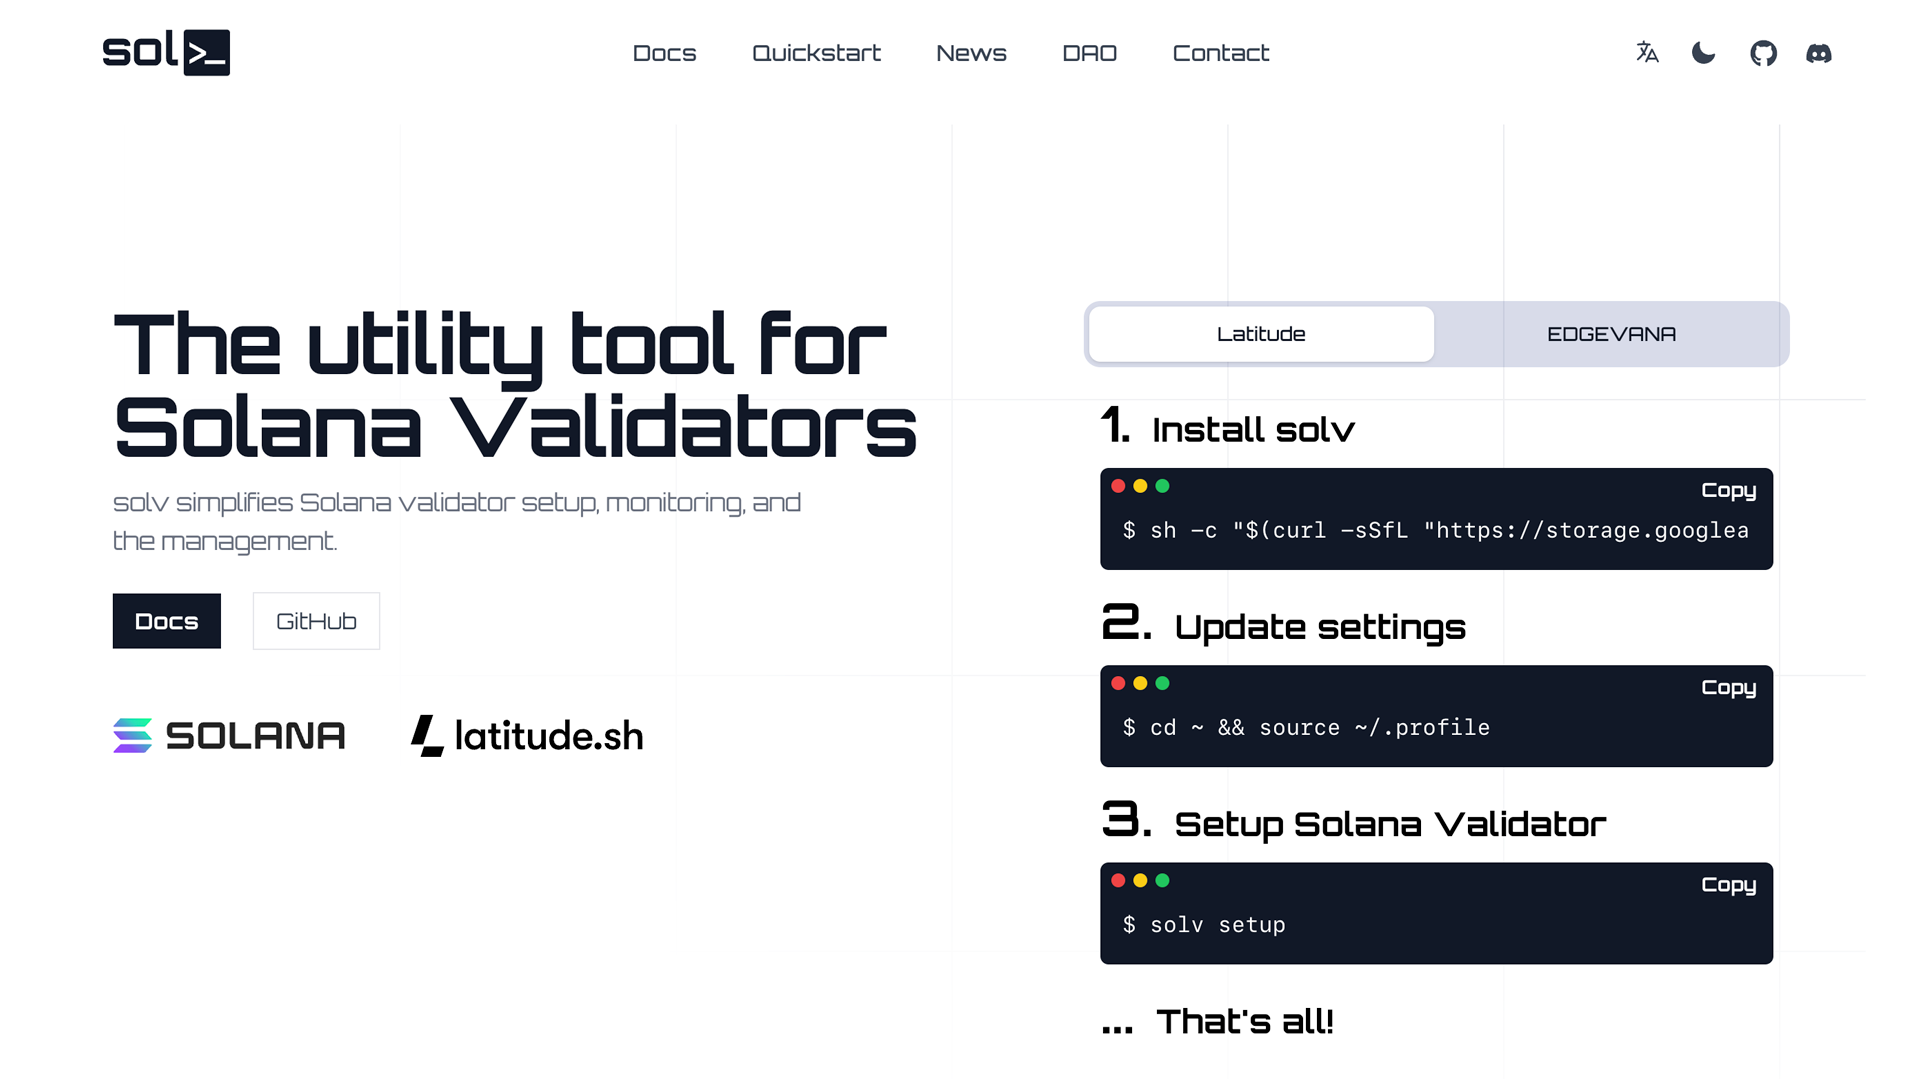 sol>_
Docs
Quickstart
News
DAO
Contact
The utility tool for
Solana Validators
solv simplifies Solana validator setup, monitoring, and
the management.
Docs
GitHub
SOLANA
latitude.sh
Latitude
EDGEVANA
1. Install solv
Copy
$ sh -c "$(curl -sSfL "https://storage.googlea
2. Update settings
Copy
$ cd ~ && source ~/.profile
3. Setup Solana Validator
Copy
$ solv setup
... That's all!